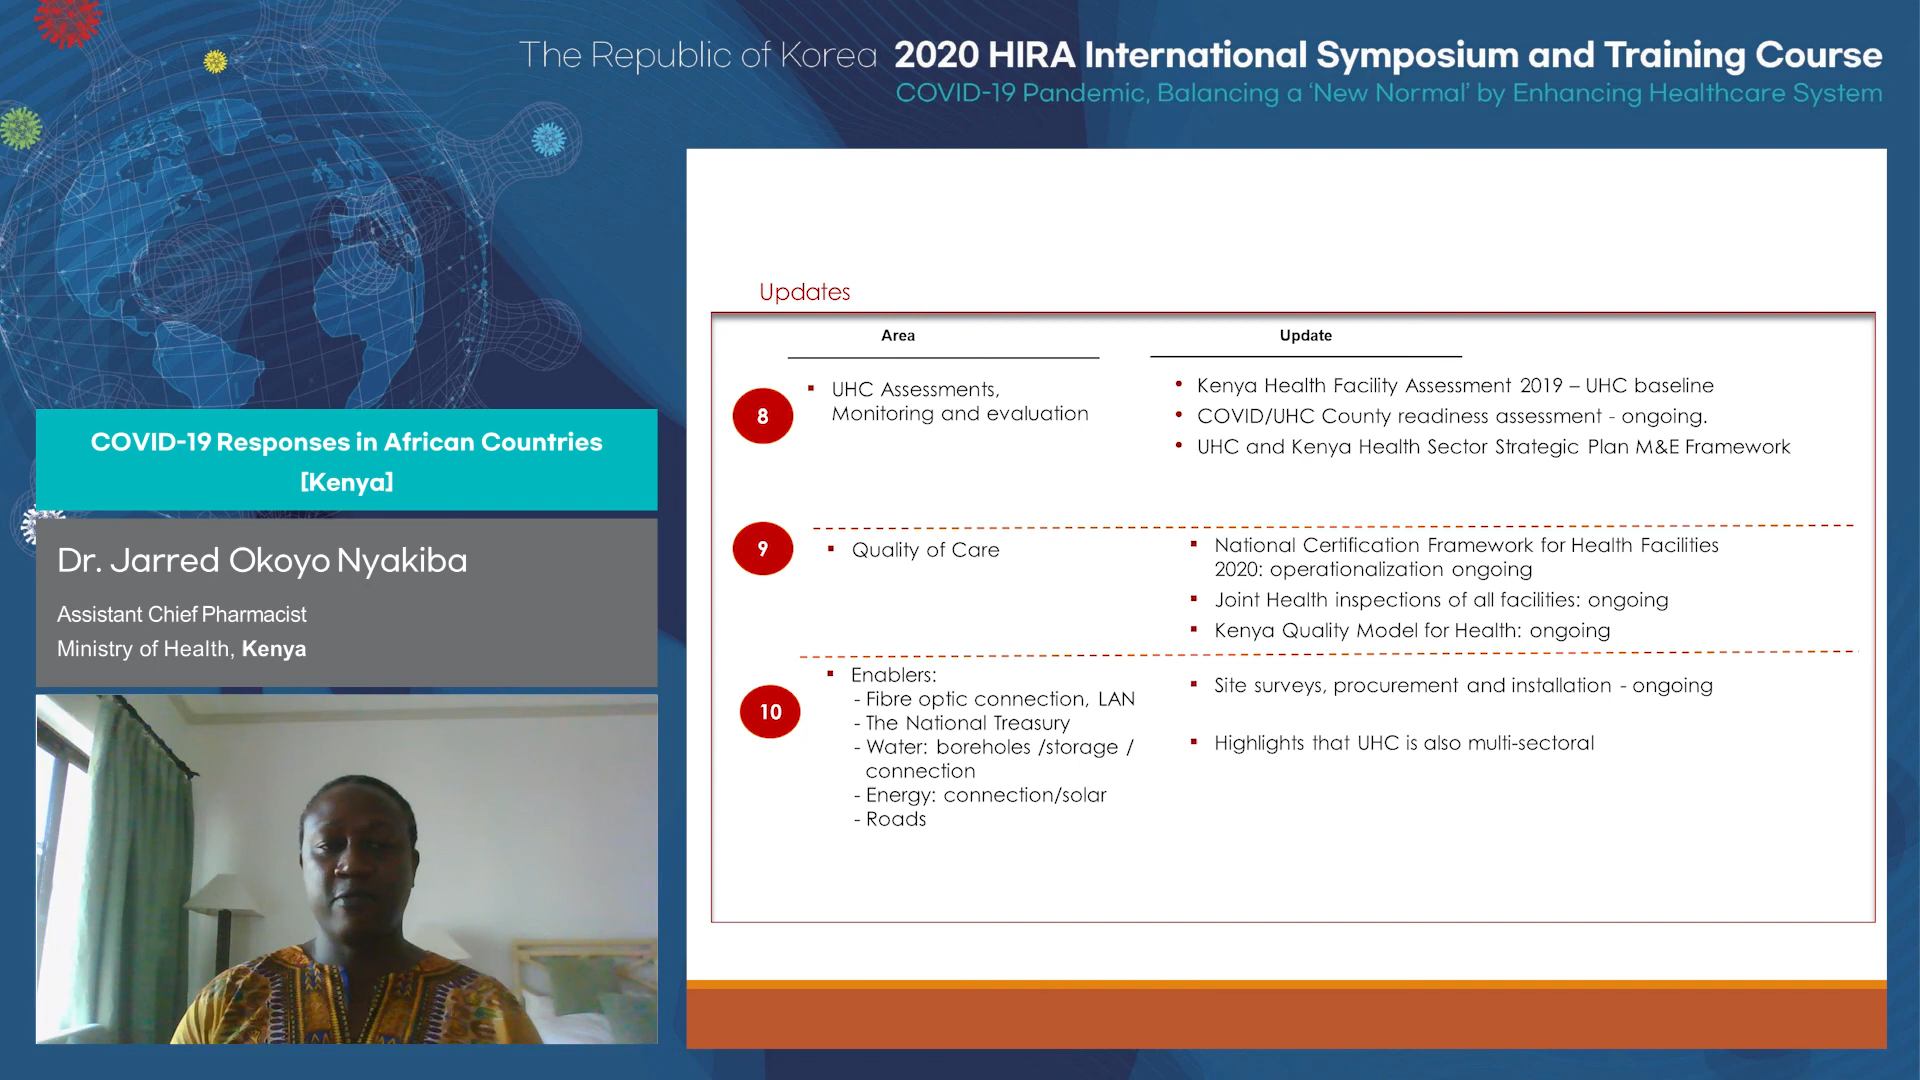 The Republic of Korea 2020 HIRA International Symposium and Training Course
COVID-19 Pandemic, Balancing a ‘New Normal’ by Enhancing Healthcare System
COVID-19 Responses in African Countries
[Kenya]
Dr. Jarred Okoyo Nyakiba
Assistant Chief Pharmacist
Ministry of Health, Kenya
Updates
Area
Update
8
▪ UHC Assessments,
Monitoring and evaluation
• Kenya Health Facility Assessment 2019 – UHC baseline
• COVID/UHC County readiness assessment - ongoing.
• UHC and Kenya Health Sector Strategic Plan M&E Framework
9
▪ Quality of Care
▪ National Certification Framework for Health Facilities
2020: operationalization ongoing
▪ Joint Health inspections of all facilities: ongoing
▪ Kenya Quality Model for Health: ongoing
10
▪ Enablers:
- Fibre optic connection, LAN
- The National Treasury
- Water: boreholes /storage /
connection
- Energy: connection/solar
- Roads
▪ Site surveys, procurement and installation - ongoing
▪ Highlights that UHC is also multi-sectoral